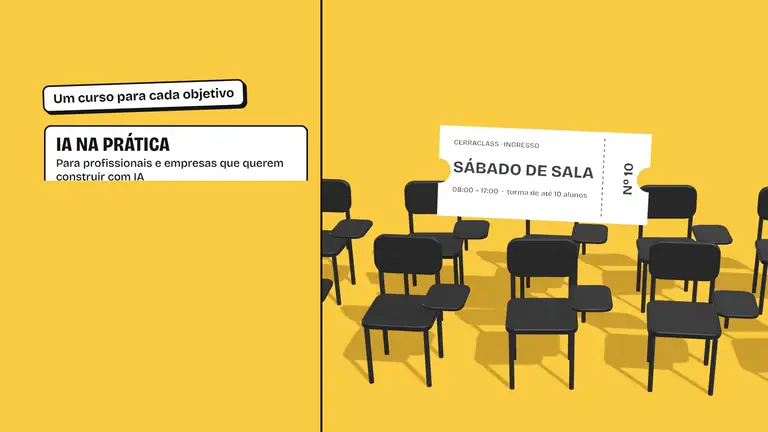 Um curso para cada objetivo
IA NA PRÁTICA
Para profissionais e empresas que querem
construir com IA
CERRACLASS · INGRESSO
SÁBADO DE SALA
08:00 – 17:00 · turma de até 10 alunos
Nº 10